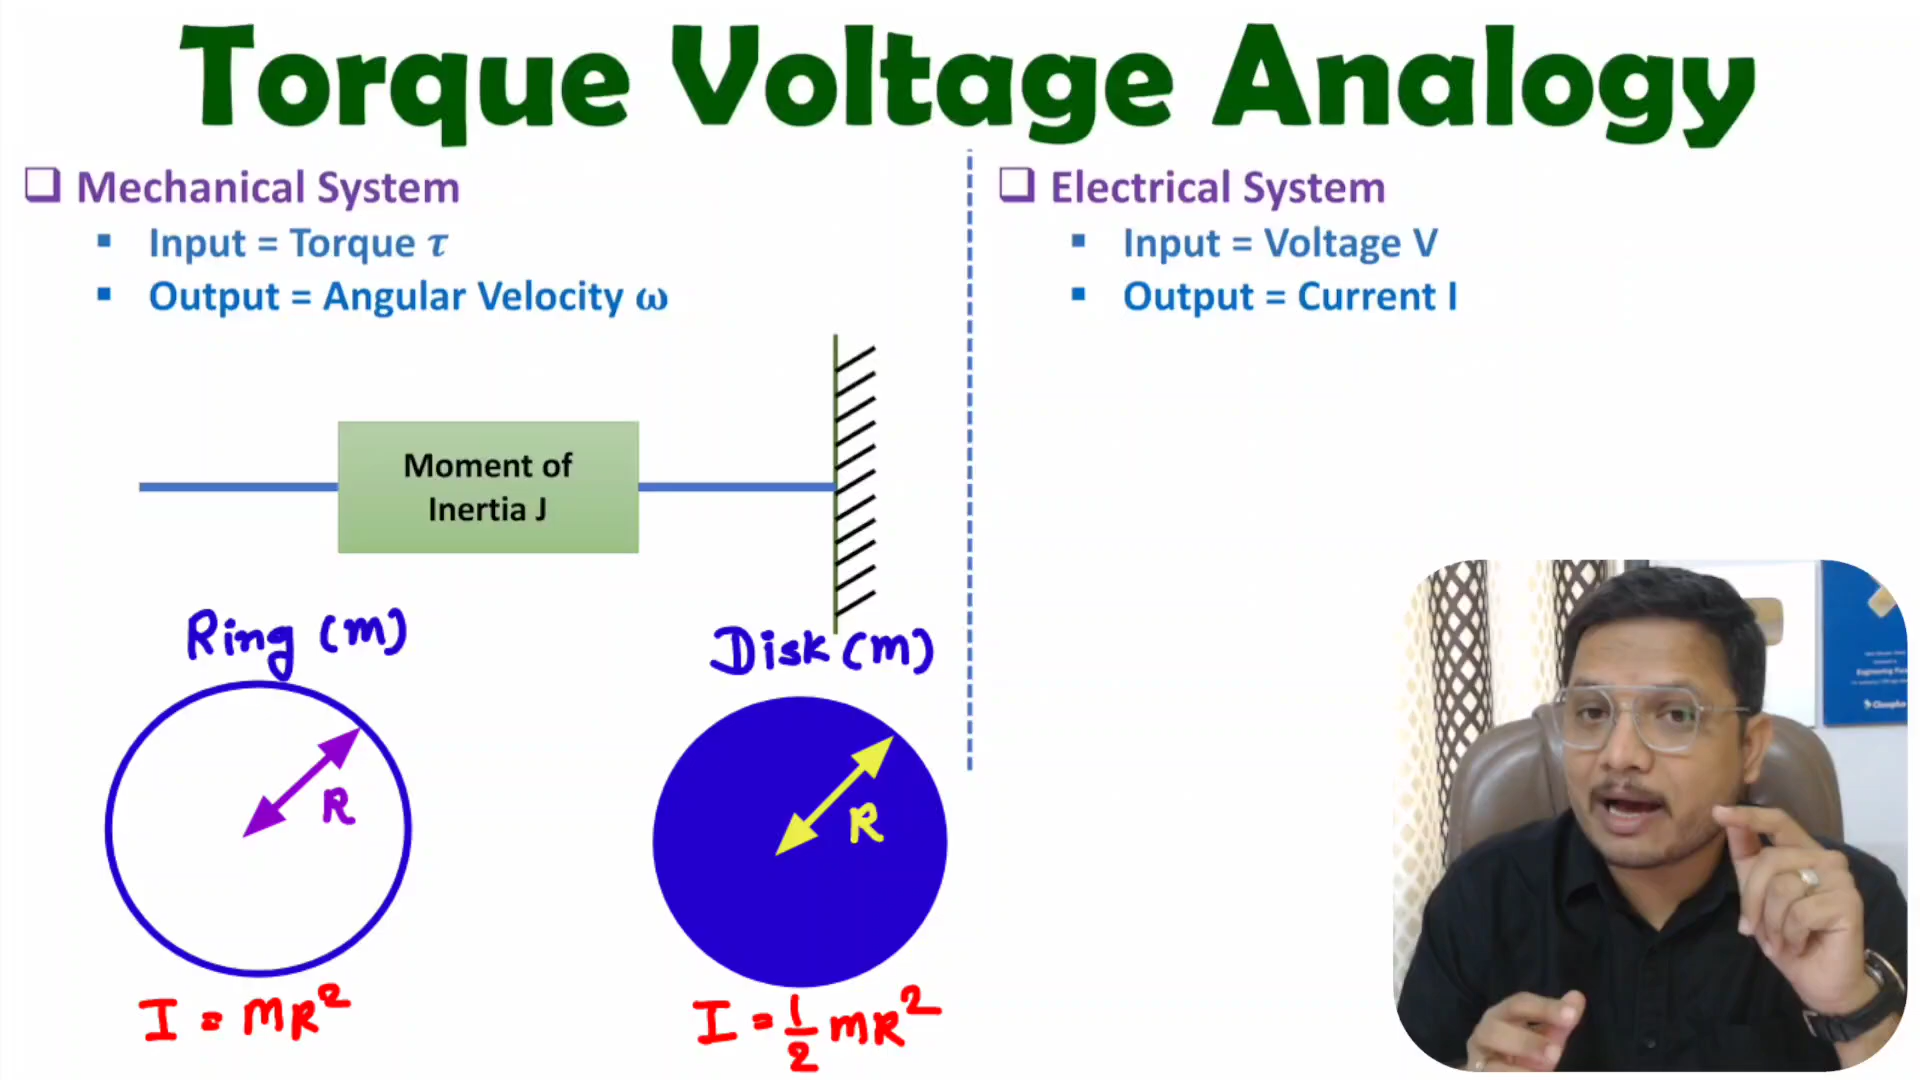 Torque Voltage Analogy
❑ Mechanical System
▪ Input = Torque τ
▪ Output = Angular Velocity ω
Moment of
Inertia J
Ring (m)
R
I = mR²
Disk (m)
R
I = 1/2 mR²
❑ Electrical System
▪ Input = Voltage V
▪ Output = Current I